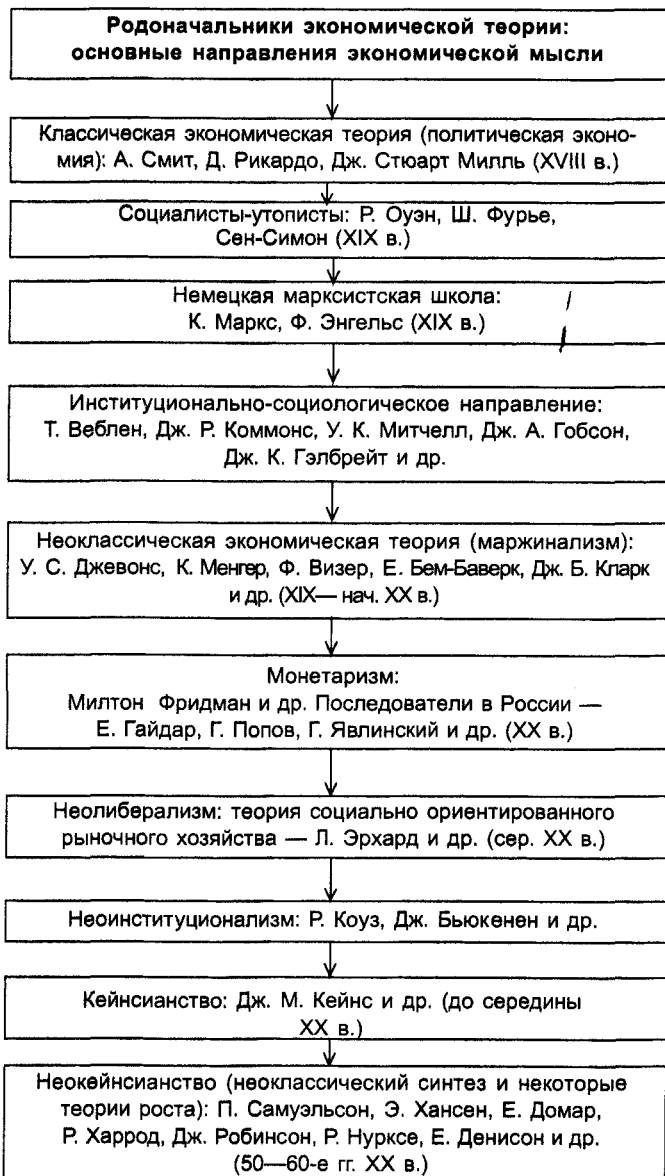 Родоначальники экономической теории:
основные направления экономической мысли
Классическая экономическая теория (политическая эконо-
мия): А. Смит, Д. Рикардо, Дж. Стюарт Милль (XVIII в.)
Социалисты-утописты: Р. Оуэн, Ш. Фурье,
Сен-Симон (XIX в.)
Немецкая марксистская школа:
К. Маркс, Ф. Энгельс (XIX в.)
Институционально-социологическое направление:
Т. Веблен, Дж. Р. Коммонс, У. К. Митчелл, Дж. А. Гобсон,
Дж. К. Гэлбрейт и др.
Неоклассическая экономическая теория (маржинализм):
У. С. Джевонс, К. Менгер, Ф. Визер, Е. Бем-Баверк, Дж. Б. Кларк
и др. (XIX— нач. XX в.)
Монетаризм:
Милтон Фридман и др. Последователи в России —
Е. Гайдар, Г. Попов, Г. Явлинский и др. (XX в.)
Неолиберализм: теория социально ориентированного
рыночного хозяйства — Л. Эрхард и др. (сер. XX в.)
Неоинституционализм: Р. Коуз, Дж. Бьюкенен и др.
Кейнсианство: Дж. М. Кейнс и др. (до середины
XX в.)
Неокейнсианство (неоклассический синтез и некоторые
теории роста): П. Самуэльсон, Э. Хансен, Е. Домар,
Р. Харрод, Дж. Робинсон, Р. Нурксе, Е. Денисон и др.
(50—60-е гг. XX в.)